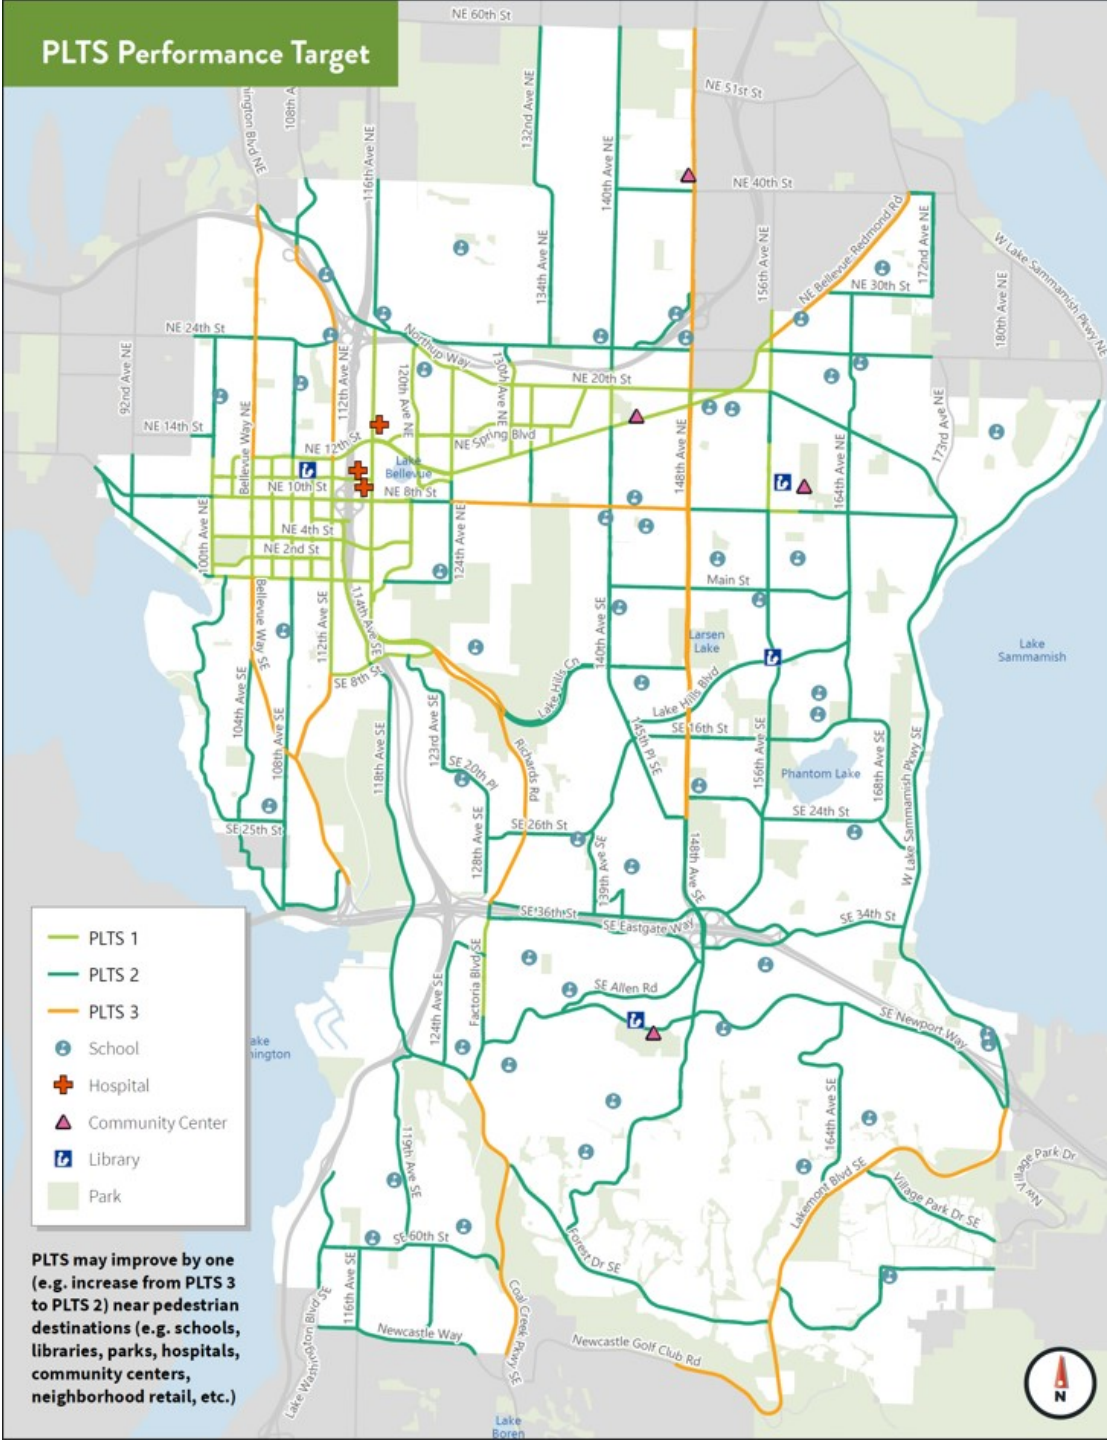 PLTS Performance Target
NE 60th St
NE 51st St
132nd Ave NE
108th A
ington Blvd NE
116th Ave NE
140th Ave NE
NE 40th St
NE Bellevue-Redmond Rd
172nd Ave NE
W Lake Sammamish Pkwy NE
134th Ave NE
156th Ave NE
NE 30th St
180th Ave NE
NE 24th St
Northup Way
92nd Ave NE
112th Ave NE
120th Ave NE
130th Ave NE
NE 20th St
173rd Ave NE
NE 14th St
Bellevue Way NE
NE 12th St
NE Spring Blvd
148th Ave NE
164th Ave NE
Lake
Bellevue
NE 10th St
NE 8th St
100th Ave NE
NE 4th St
NE 2nd St
124th Ave NE
Main St
Bellevue Way SE
112th Ave SE
114th Ave SE
140th Ave SE
Larsen
Lake
Lake
Sammamish
SE 8th St
Lake Hills Cn
Lake Hills Blvd
104th Ave SE
108th Ave SE
118th Ave SE
123rd Ave SE
SE 20th Pl
Richards Rd
145th Pl SE
SE 16th St
156th Ave SE
Phantom Lake
168th Ave SE
W Lake Sammamish Pkwy SE
SE 25th St
128th Ave SE
SE 26th St
139th Ave SE
148th Ave SE
SE 24th St
SE 36th St
SE Eastgate Way
SE 34th St
PLTS 1
PLTS 2
PLTS 3
School
Hospital
Community Center
Library
Park
124th Ave SE
Factoria Blvd SE
SE Allen Rd
SE Newport Way
ake
hington
119th Ave SE
164th Ave SE
Lakemont Blvd SE
Village Park Dr SE
NW Village Park Dr
SE 60th St
Forest Dr SE
116th Ave SE
Lake Washington Blvd SE
Newcastle Way
Coal Creek Pkwy SE
Newcastle Golf Club Rd
Lake
Boren
PLTS may improve by one
(e.g. increase from PLTS 3
to PLTS 2) near pedestrian
destinations (e.g. schools,
libraries, parks, hospitals,
community centers,
neighborhood retail, etc.)
N